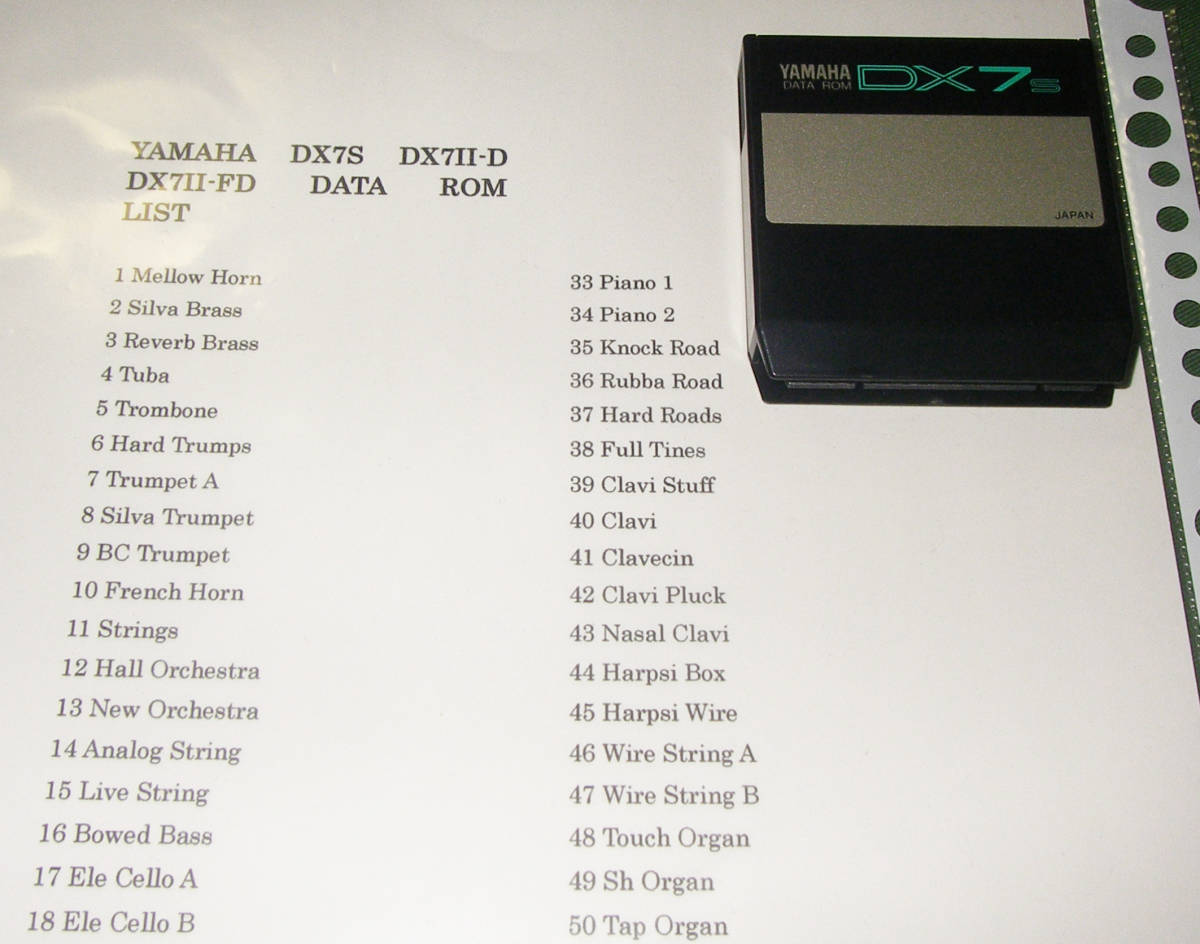 YAMAHA DX7S DX7II-D
DX7II-FD DATA ROM
LIST
1 Mellow Horn
2 Silva Brass
3 Reverb Brass
4 Tuba
5 Trombone
6 Hard Trumps
7 Trumpet A
8 Silva Trumpet
9 BC Trumpet
10 French Horn
11 Strings
12 Hall Orchestra
13 New Orchestra
14 Analog String
15 Live String
16 Bowed Bass
17 Ele Cello A
18 Ele Cello B
33 Piano 1
34 Piano 2
35 Knock Road
36 Rubba Road
37 Hard Roads
38 Full Tines
39 Clavi Stuff
40 Clavi
41 Clavecin
42 Clavi Pluck
43 Nasal Clavi
44 Harpsi Box
45 Harpsi Wire
46 Wire String A
47 Wire String B
48 Touch Organ
49 Sh Organ
50 Tap Organ
YAMAHA DX7s
DATA ROM
JAPAN